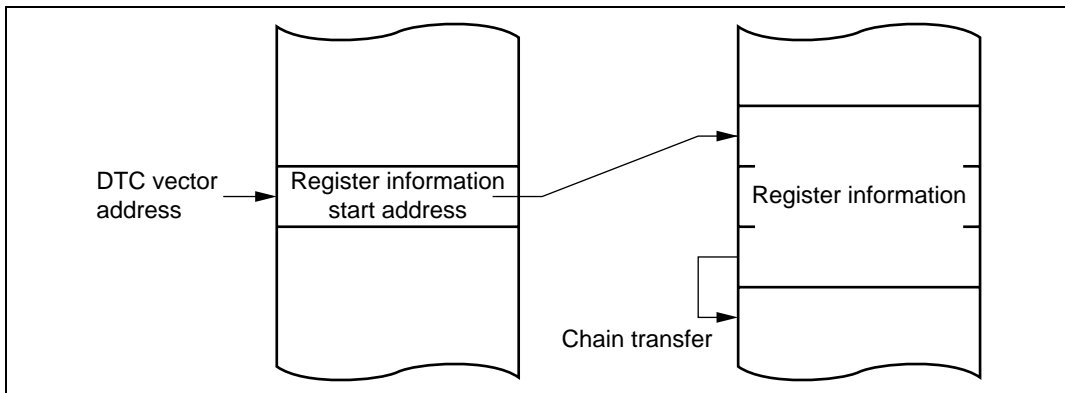 DTC vector
address
Register information
start address
Register information
Chain transfer